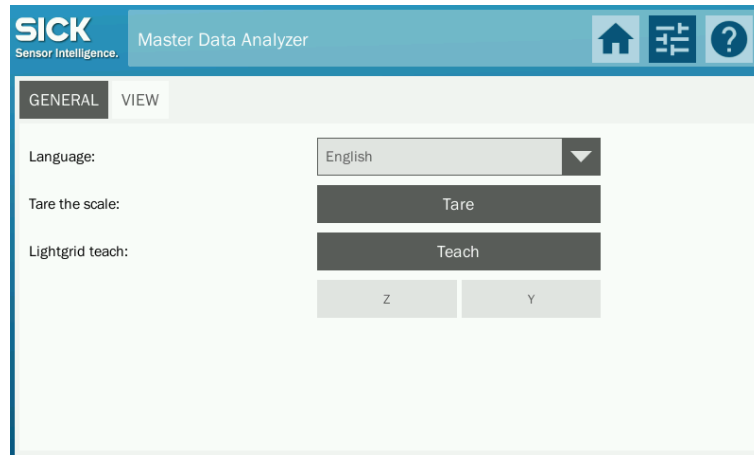 SICK
Sensor Intelligence.
Master Data Analyzer
?
GENERAL VIEW
Language: English
Tare the scale: Tare
Lightgrid teach: Teach
Z Y